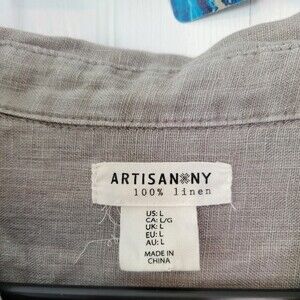 ARTISAN NY
100% linen
US: L
CA: L/G
UK: L
EU: L
AU: L
MADE IN
CHINA